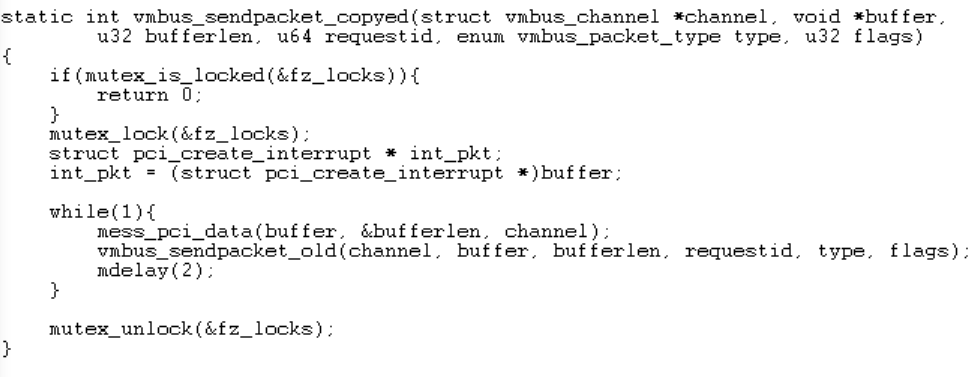 static int vmbus_sendpacket_copyed(struct vmbus_channel *channel, void *buffer,
        u32 bufferlen, u64 requestid, enum vmbus_packet_type type, u32 flags)
{
    if(mutex_is_locked(&fz_locks)){
        return 0;
    }
    mutex_lock(&fz_locks);
    struct pci_create_interrupt * int_pkt;
    int_pkt = (struct pci_create_interrupt *)buffer;

    while(1){
        mess_pci_data(buffer, &bufferlen, channel);
        vmbus_sendpacket_old(channel, buffer, bufferlen, requestid, type, flags);
        mdelay(2);
    }

    mutex_unlock(&fz_locks);
}